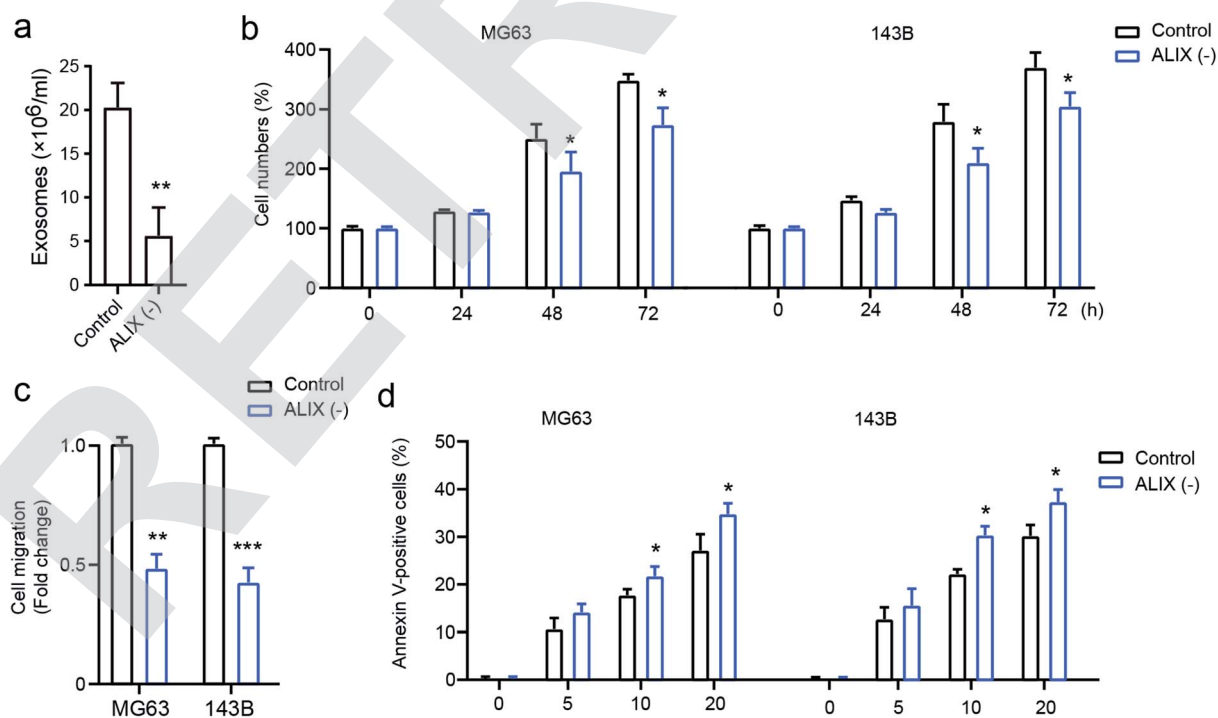 a
Exosomes (×10⁶/ml)
25
20
15
10
5
0
**
Control
ALIX (-)
b
MG63
143B
Control
ALIX (-)
Cell numbers (%)
400
300
200
100
0
*
*
*
*
0 24 48 72 0 24 48 72 (h)
c
Control
ALIX (-)
Cell migration
(Fold change)
1.0
0.5
0
**
***
MG63 143B
d
MG63
143B
Control
ALIX (-)
Annexin V-positive cells (%)
50
40
30
20
10
0
*
*
*
*
0 5 10 20 0 5 10 20
RETR